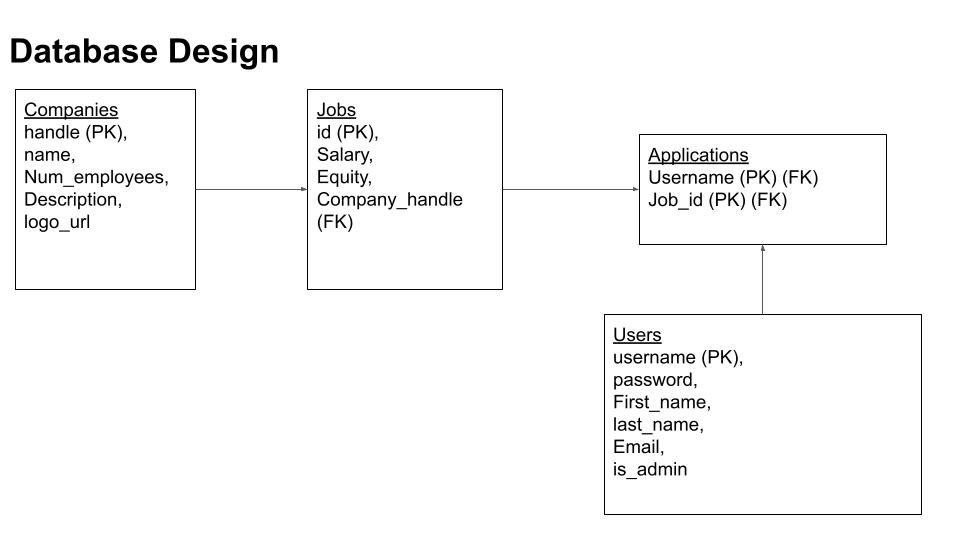 Database Design
Companies
handle (PK),
name,
Num_employees,
Description,
logo_url
Jobs
id (PK),
Salary,
Equity,
Company_handle
(FK)
Applications
Username (PK) (FK)
Job_id (PK) (FK)
Users
username (PK),
password,
First_name,
last_name,
Email,
is_admin